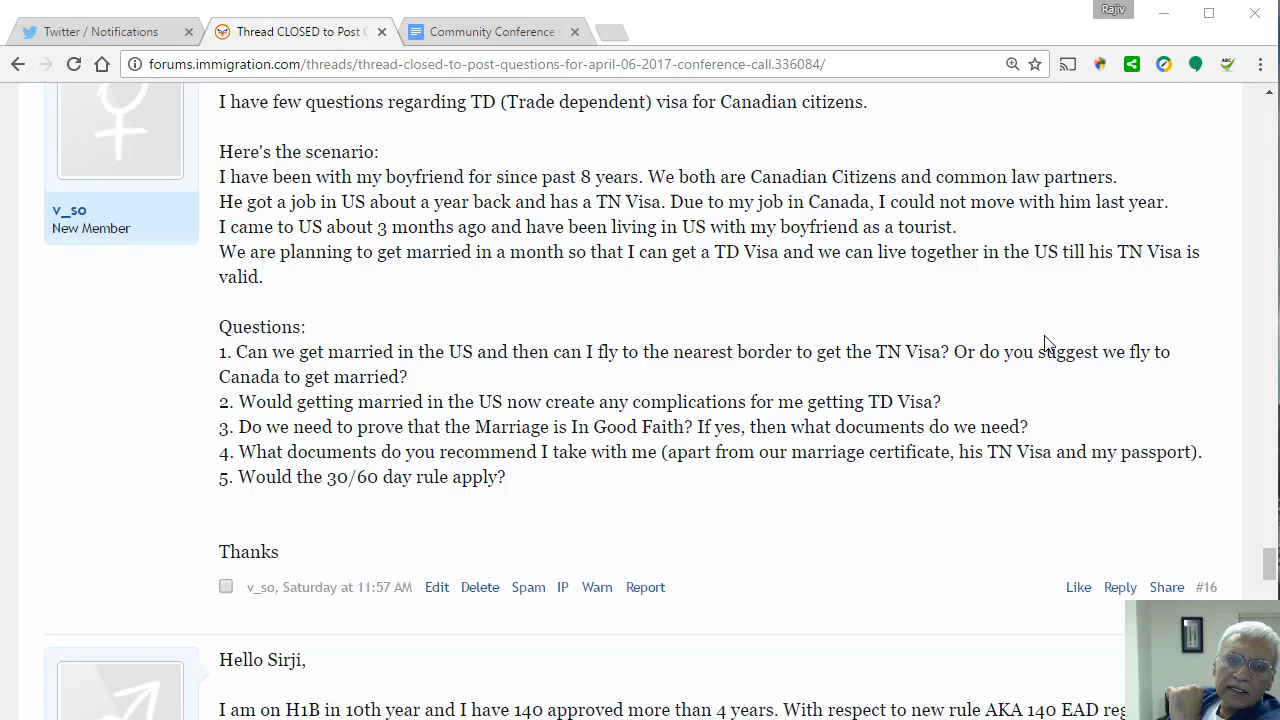 Rajiv
Twitter / Notifications
Thread CLOSED to Post
Community Conference
forums.immigration.com/threads/thread-closed-to-post-questions-for-april-06-2017-conference-call.336084/
I have few questions regarding TD (Trade dependent) visa for Canadian citizens.
Here's the scenario:
I have been with my boyfriend for since past 8 years. We both are Canadian Citizens and common law partners.
v_so
He got a job in US about a year back and has a TN Visa. Due to my job in Canada, I could not move with him last year.
New Member
I came to US about 3 months ago and have been living in US with my boyfriend as a tourist.
We are planning to get married in a month so that I can get a TD Visa and we can live together in the US till his TN Visa is
valid.
Questions:
1. Can we get married in the US and then can I fly to the nearest border to get the TN Visa? Or do you suggest we fly to
Canada to get married?
2. Would getting married in the US now create any complications for me getting TD Visa?
3. Do we need to prove that the Marriage is In Good Faith? If yes, then what documents do we need?
4. What documents do you recommend I take with me (apart from our marriage certificate, his TN Visa and my passport).
5. Would the 30/60 day rule apply?
Thanks
v_so, Saturday at 11:57 AM Edit Delete Spam IP Warn Report Like Reply Share #16
Hello Sirji,
I am on H1B in 10th year and I have 140 approved more than 4 years. With respect to new rule AKA 140 EAD